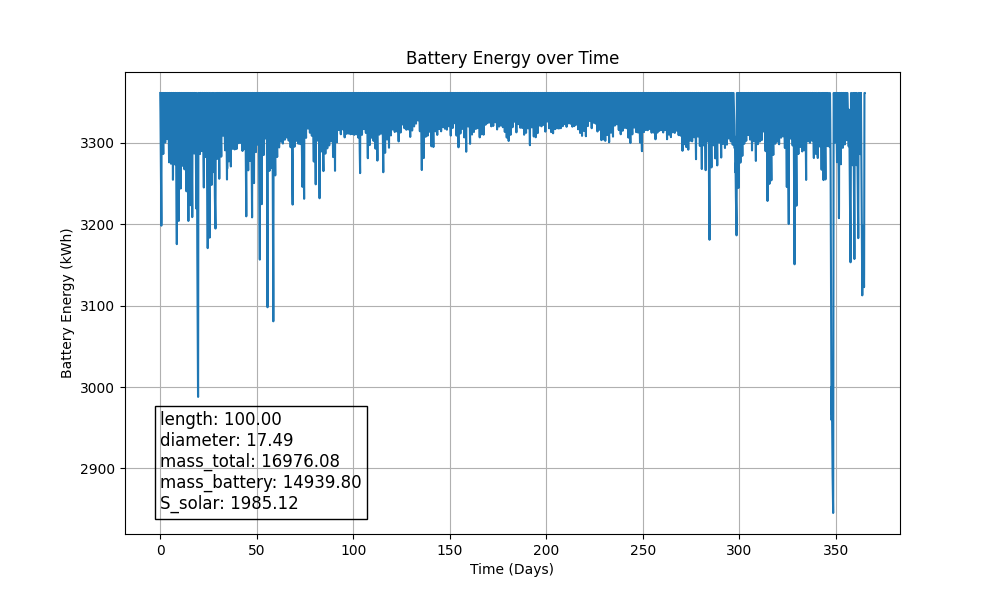 Battery Energy over Time
Battery Energy (kWh)
3300
3200
3100
3000
2900
length: 100.00
diameter: 17.49
mass_total: 16976.08
mass_battery: 14939.80
S_solar: 1985.12
0 50 100 150 200 250 300 350
Time (Days)